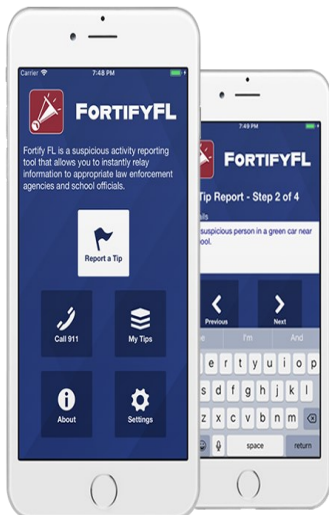 Carrier
7:48 PM
FORTIFYFL
Fortify FL is a suspicious activity reporting
tool that allows you to instantly relay
information to appropriate law enforcement
agencies and school officials.
Report a Tip
Call 911
My Tips
About
Settings
7:49 PM
FORTIFYFL
Tip Report - Step 2 of 4
suspicious person in a green car near
Previous
Next
I'm
And
e r t y u i o p
s d f g h j k l
z x c v b n m
space
return